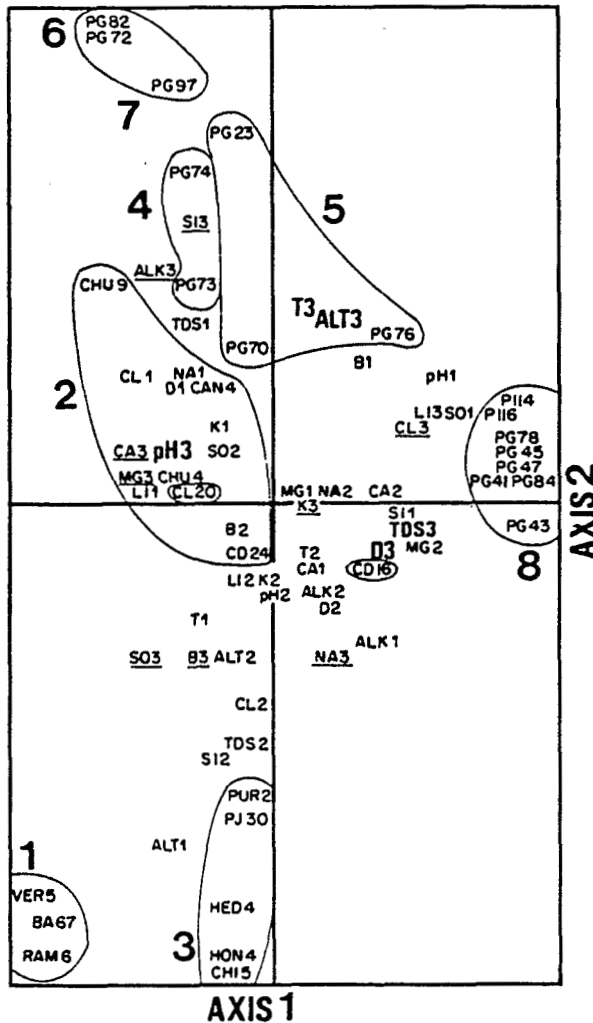 6 PG82
PG72
PG97
7
PG23
4 PG74 5
SI3
ALK3
CHU9 PG73
T3 ALT3
TDS1
PG76
PG70
B1
2 CL1 NA1
D1 CAN4
pH1
K1
LI3 SO1 PI14
PI16
CL3
CA3 pH3 SO2
PG78
PG45
PG47
MG3 CHU4
PG41 PG84
LI1 CL20 MG1 NA2 CA2
K3 SI1
AXIS 2
B2 TDS3 PG43
CD24 T2 D3 MG2
8
CA1 CD16
LI2 K2 ALK2
pH2 D2
T1
ALK1
SO3 B3 ALT2 NA3
CL2
TDS2
SI2
PUR2
PJ30
ALT1
1
VER5
BA67 HED4
RAM6 3 HON4
CHI5
AXIS 1